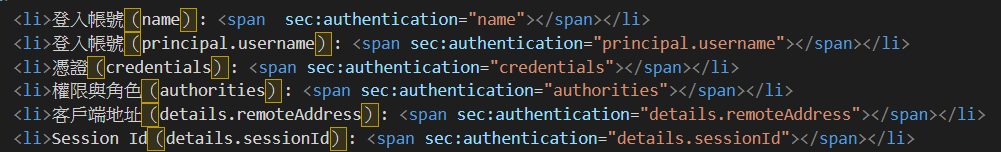 <li>登入帳號(name): <span  sec:authentication="name"></span></li>
<li>登入帳號(principal.username): <span sec:authentication="principal.username"></span></li>
<li>憑證(credentials): <span sec:authentication="credentials"></span></li>
<li>權限與角色(authorities): <span sec:authentication="authorities"></span></li>
<li>客戶端地址(details.remoteAddress): <span sec:authentication="details.remoteAddress"></span></li>
<li>Session Id(details.sessionId): <span sec:authentication="details.sessionId"></span></li>